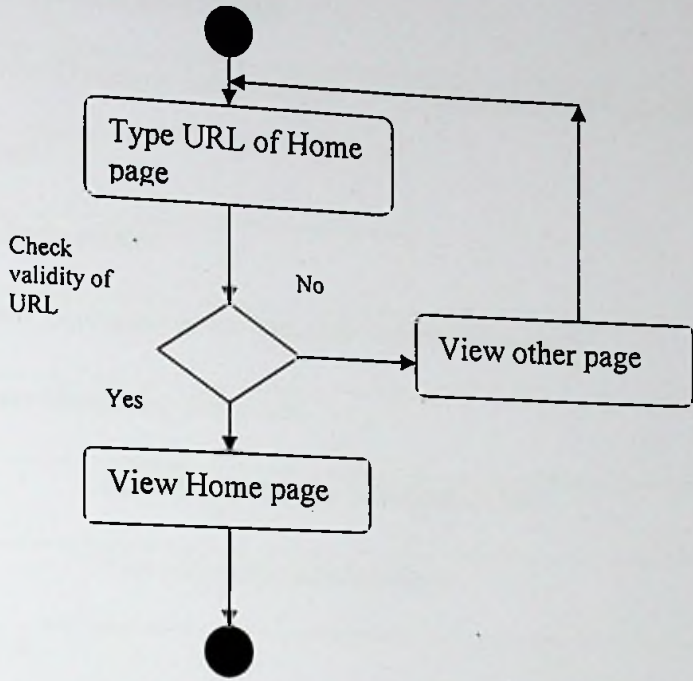 Type URL of Home
page
Check
validity of
URL
No
View other page
Yes
View Home page